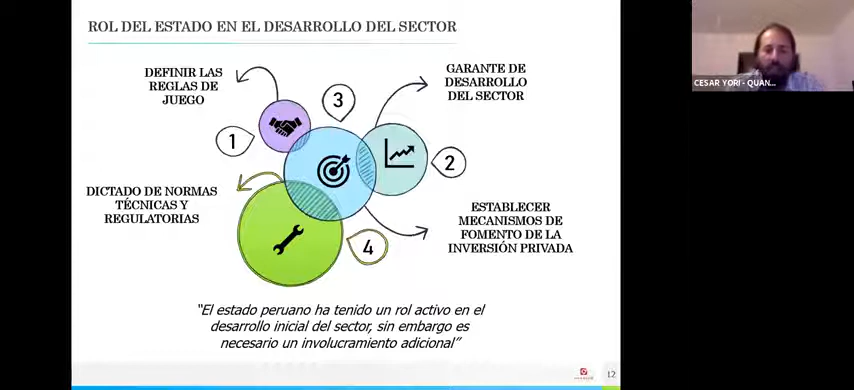 ROL DEL ESTADO EN EL DESARROLLO DEL SECTOR
CESAR YORI - QUAN...
DEFINIR LAS
REGLAS DE
JUEGO
1
3
GARANTE DE
DESARROLLO
DEL SECTOR
2
DICTADO DE NORMAS
TÉCNICAS Y
REGULATORIAS
4
ESTABLECER
MECANISMOS DE
FOMENTO DE LA
INVERSIÓN PRIVADA
“El estado peruano ha tenido un rol activo en el
desarrollo inicial del sector, sin embargo es
necesario un involucramiento adicional”
12